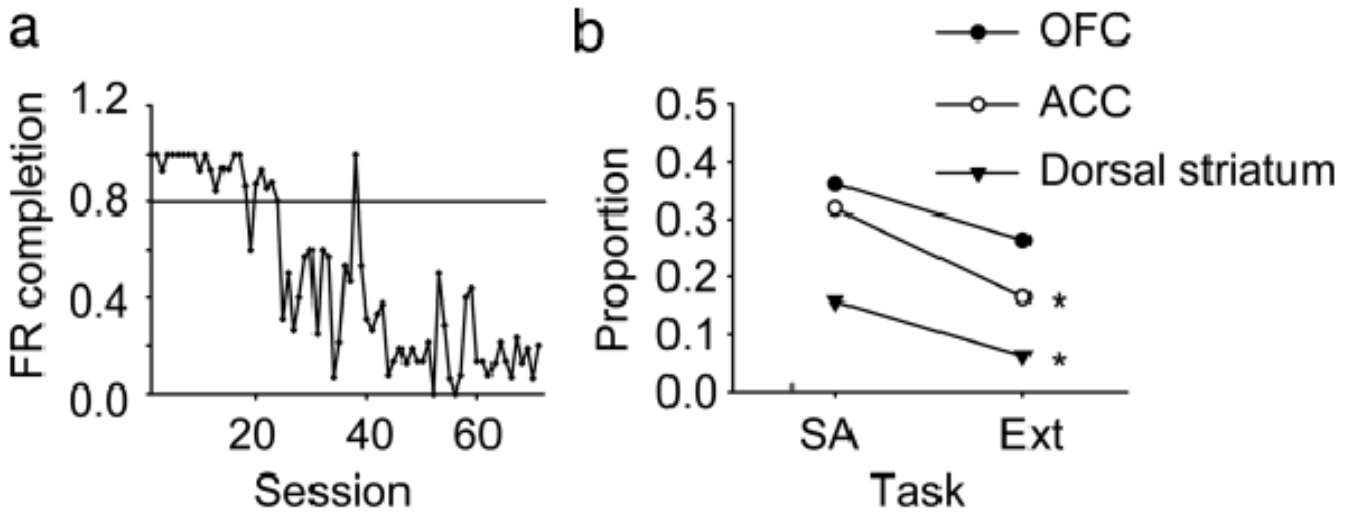 a
FR completion
1.2
0.8
0.4
0.0
20 40 60
Session
b
OFC
ACC
Dorsal striatum
Proportion
0.5
0.4
0.3
0.2
0.1
0.0
*
*
SA Ext
Task